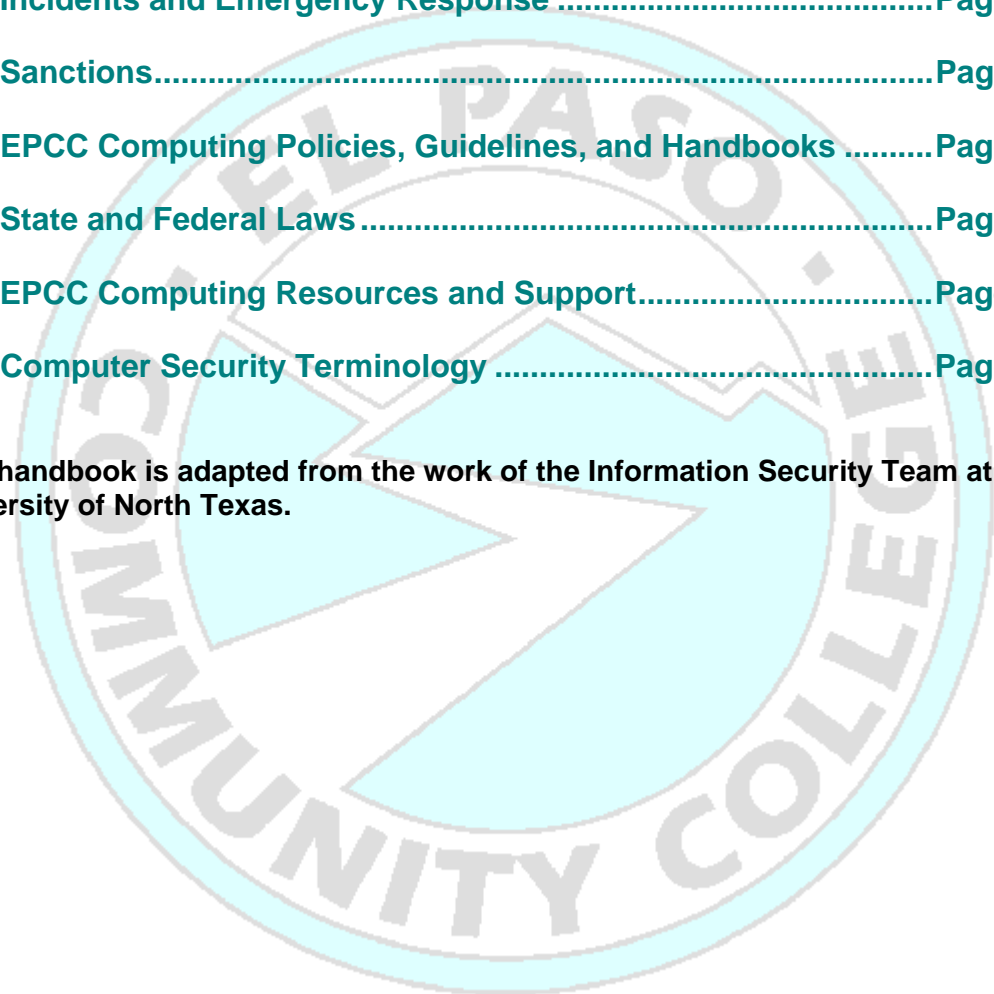 Incidents and Emergency Response ..........................................Pag
Sanctions......................................................................................Pag
EPCC Computing Policies, Guidelines, and Handbooks ..........Pag
State and Federal Laws...............................................................Pag
EPCC Computing Resources and Support................................Pag
Computer Security Terminology ................................................Pag
handbook is adapted from the work of the Information Security Team at
ersity of North Texas.
EL PASO
COMMUNITY COLLEGE